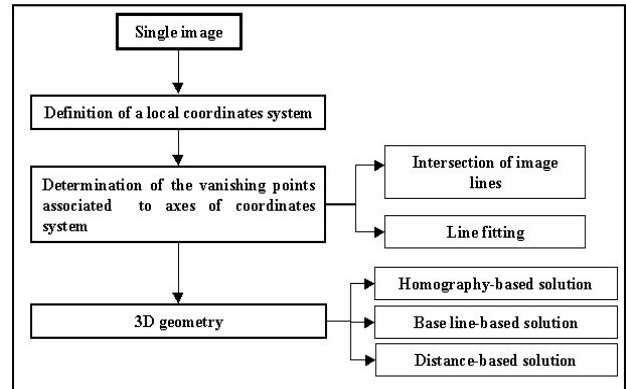 Single image
Definition of a local coordinates system
Determination of the vanishing points
associated to axes of coordinates
system
Intersection of image
lines
Line fitting
3D geometry
Homography-based solution
Base line-based solution
Distance-based solution